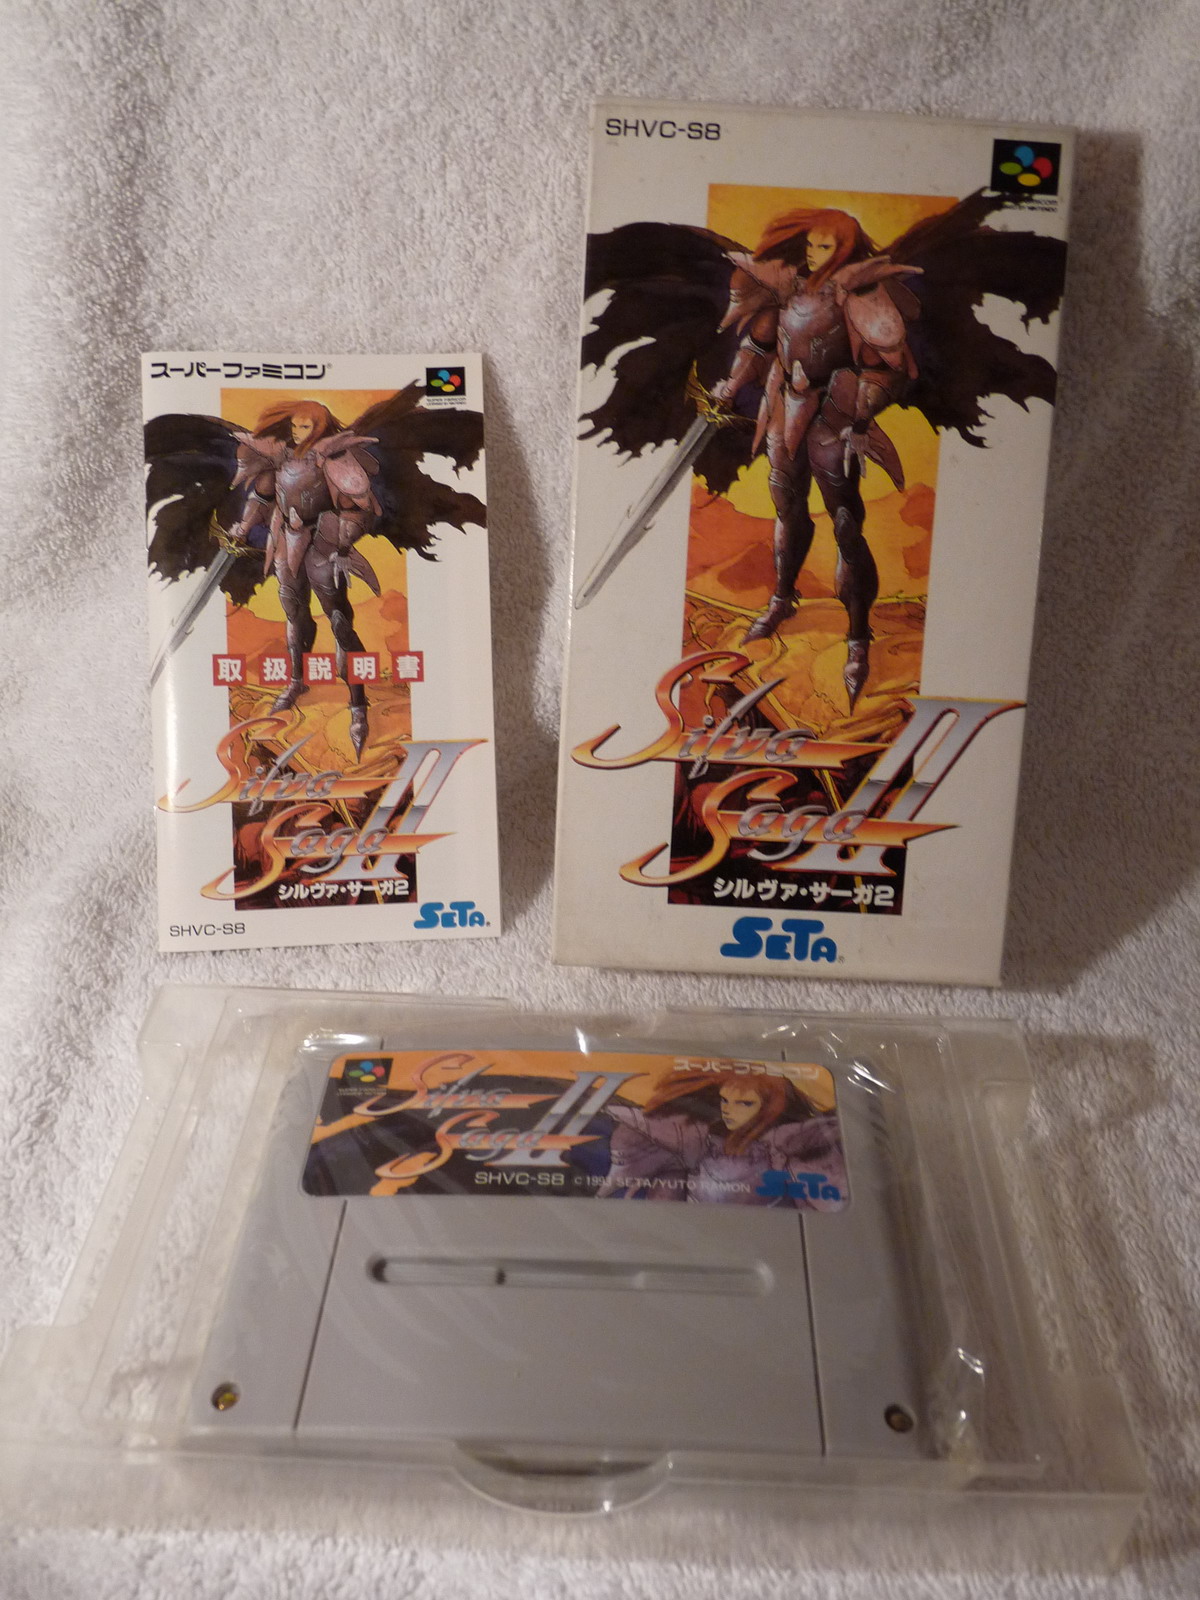 スーパーファミコン
取扱説明書
Silva
Saga II
シルヴァ・サーガ2
SHVC-S8
SETA
SHVC-S8
Silva
Saga II
シルヴァ・サーガ2
SETA
スーパーファミコン
Silva
Saga II
SHVC-S8 c 1993 SETA/YUTO RAMON
SETA